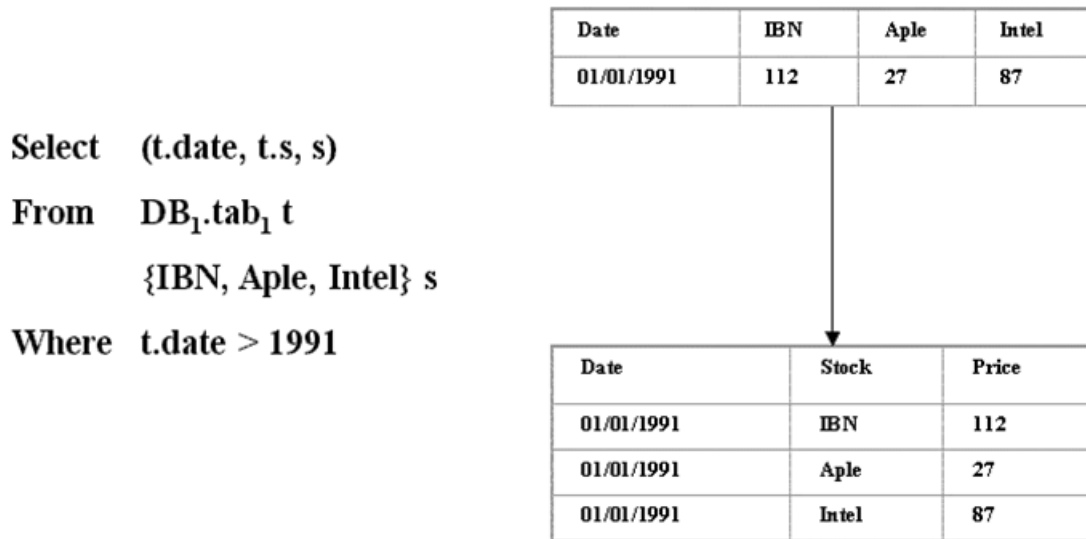 Date IBN Aple Intel
01/01/1991 112 27 87
Select (t.date, t.s, s)
From DB₁.tab₁ t
{IBN, Aple, Intel} s
Where t.date > 1991
Date Stock Price
01/01/1991 IBN 112
01/01/1991 Aple 27
01/01/1991 Intel 87